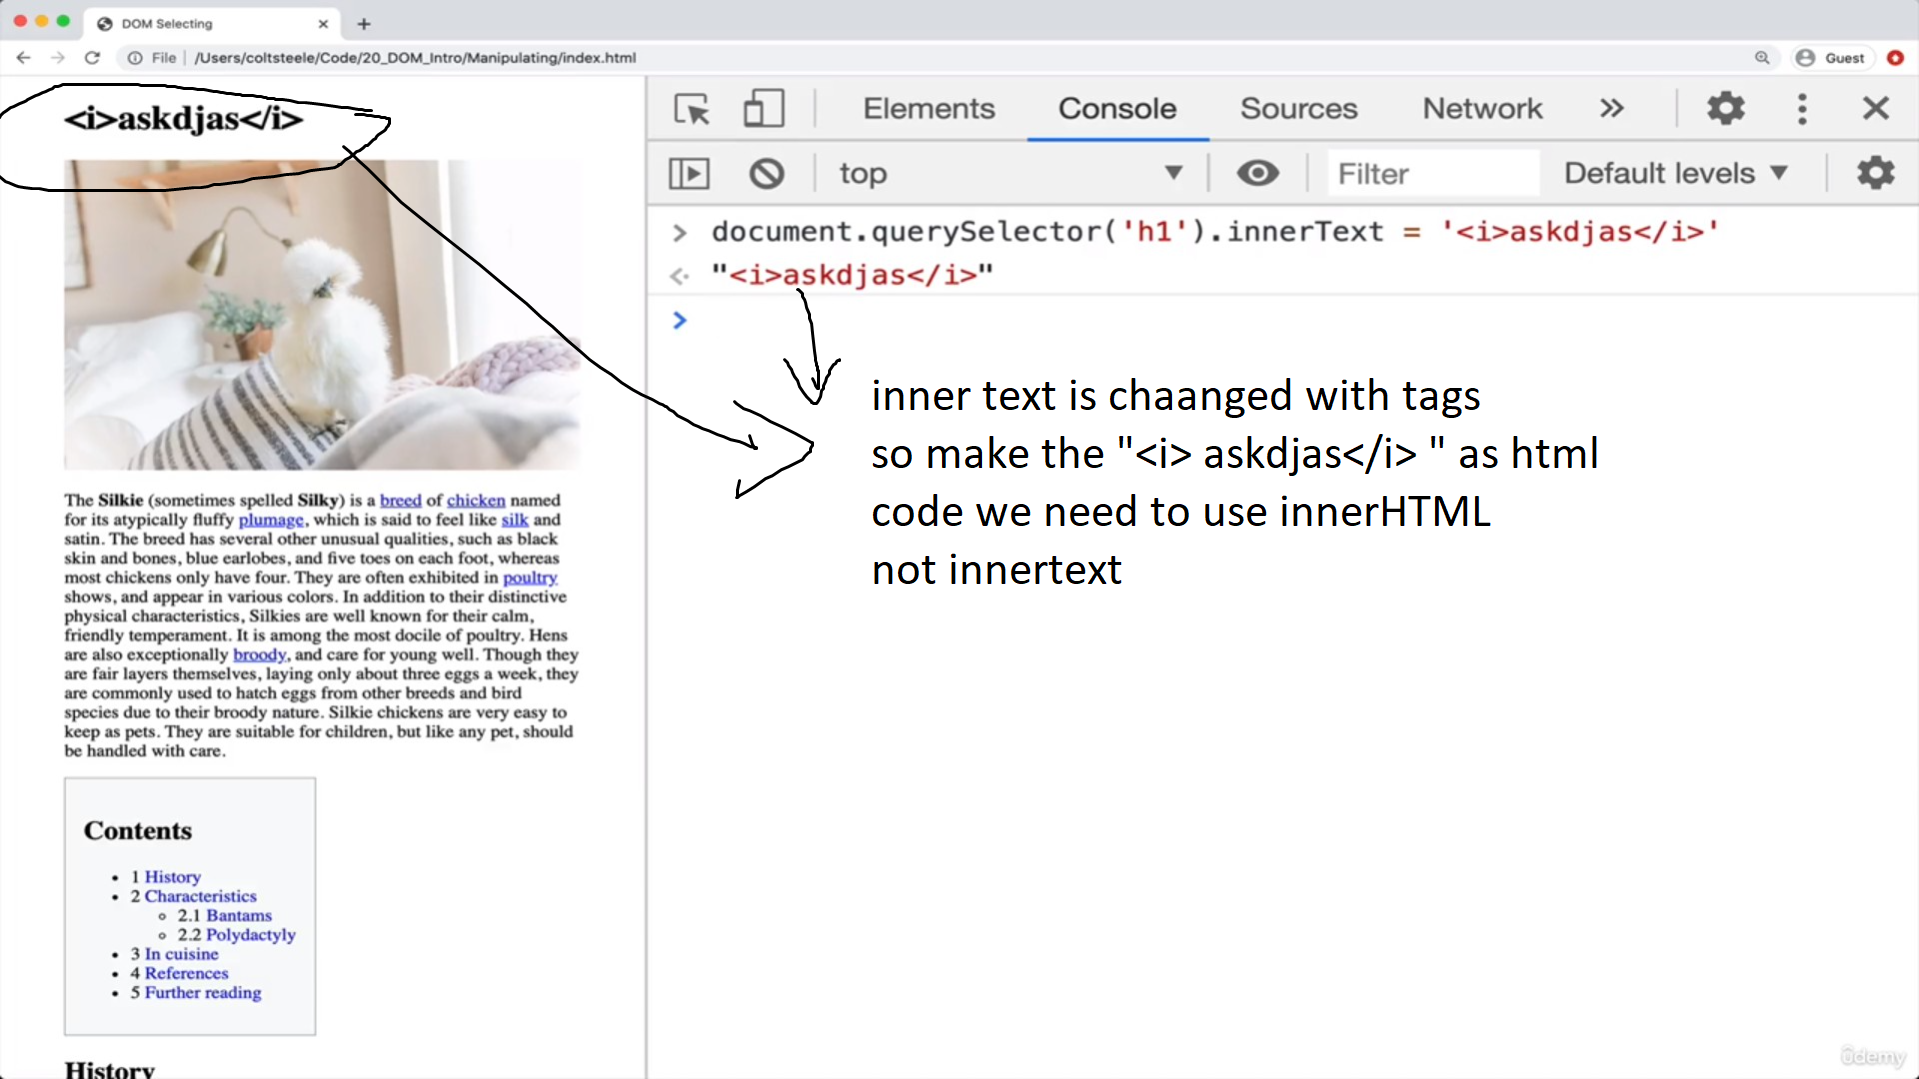 DOM Selecting
File | /Users/coltsteele/Code/20_DOM_Intro/Manipulating/index.html
Guest
<i>askdjas</i>
The Silkie (sometimes spelled Silky) is a breed of chicken named
for its atypically fluffy plumage, which is said to feel like silk and
satin. The breed has several other unusual qualities, such as black
skin and bones, blue earlobes, and five toes on each foot, whereas
most chickens only have four. They are often exhibited in poultry
shows, and appear in various colors. In addition to their distinctive
physical characteristics, Silkies are well known for their calm,
friendly temperament. It is among the most docile of poultry. Hens
are also exceptionally broody, and care for young well. Though they
are fair layers themselves, laying only about three eggs a week, they
are commonly used to hatch eggs from other breeds and bird
species due to their broody nature. Silkie chickens are very easy to
keep as pets. They are suitable for children, but like any pet, should
be handled with care.
Contents
1 History
2 Characteristics
2.1 Bantams
2.2 Polydactyly
3 In cuisine
4 References
5 Further reading
History
Elements Console Sources Network »
top Filter Default levels
> document.querySelector('h1').innerText = '<i>askdjas</i>'
"<i>askdjas</i>"
>
inner text is chaanged with tags
so make the "<i> askdjas</i> " as html
code we need to use innerHTML
not innertext
ûdemy